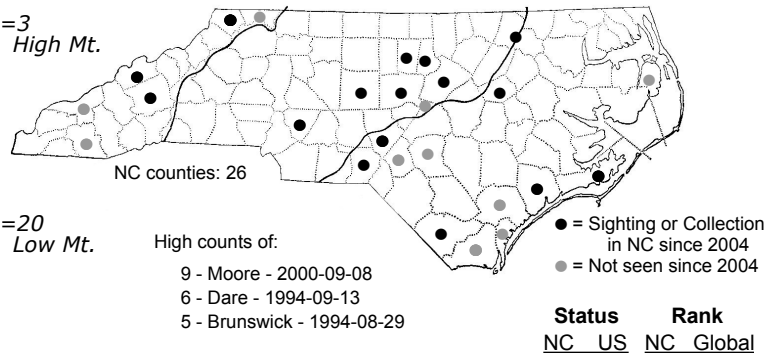 =3
High Mt.
NC counties: 26
=20
Low Mt.
High counts of:
9 - Moore - 2000-09-08
6 - Dare - 1994-09-13
5 - Brunswick - 1994-08-29
= Sighting or Collection
in NC since 2004
= Not seen since 2004
Status Rank
NC US NC Global